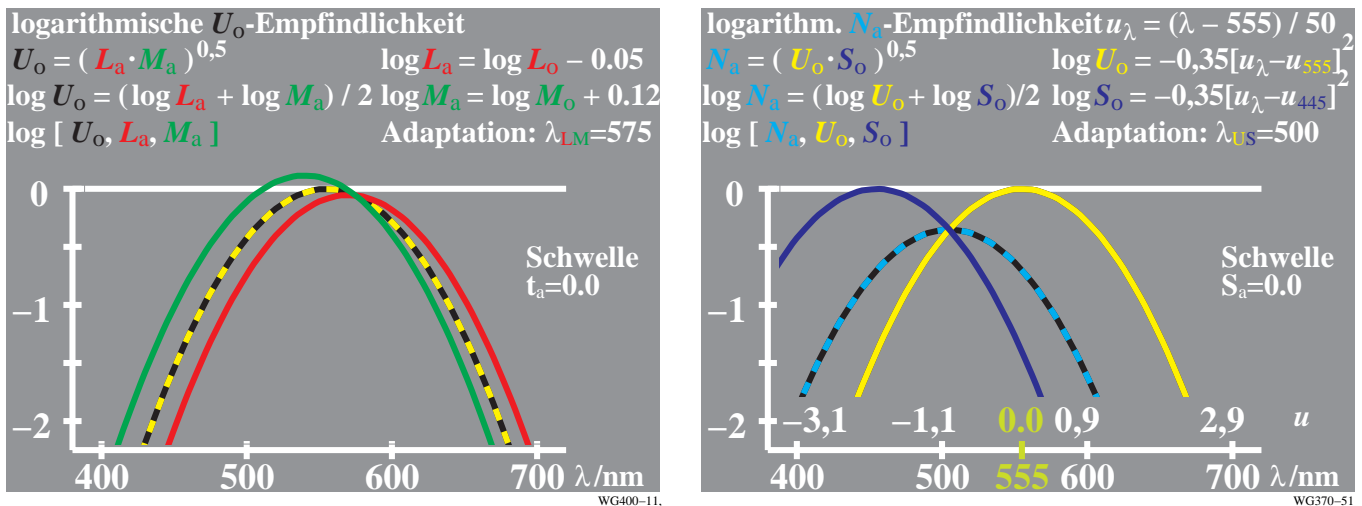 logarithmische Uo-Empfindlichkeit
Uo = ( La·Ma )^0,5 log La = log Lo − 0.05
log Uo = (log La + log Ma) / 2 log Ma = log Mo + 0.12
log [ Uo, La, Ma ] Adaptation: λLM=575
0
Schwelle
ta=0.0
−1
−2
400 500 600 700 λ/nm
WG400−11,
logarithm. Na-Empfindlichkeit uλ = (λ − 555) / 50
Na = ( Uo·So )^0,5 log Uo = −0,35[uλ−u555]^2
log Na = (log Uo + log So)/2 log So = −0,35[uλ−u445]^2
log [ Na, Uo, So ] Adaptation: λUS=500
0
Schwelle
Sa=0.0
−1
−2 −3,1 −1,1 0.0 0,9 2,9 u
400 500 555 600 700 λ/nm
WG370−51